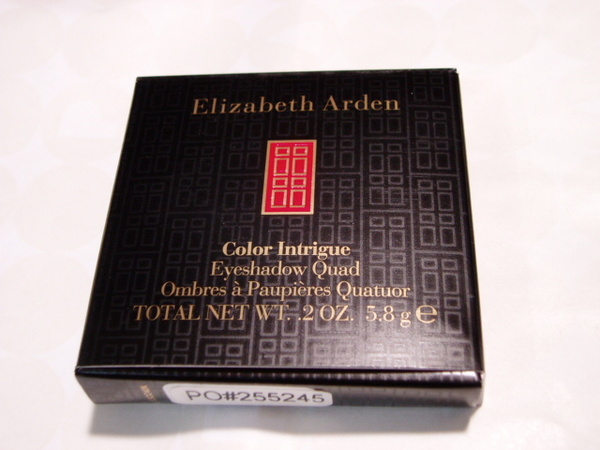 Elizabeth Arden
Color Intrigue
Eyeshadow Quad
Ombres à Paupières Quatuor
TOTAL NET WT. .2 OZ. 5.8 g ℮
PO#255245